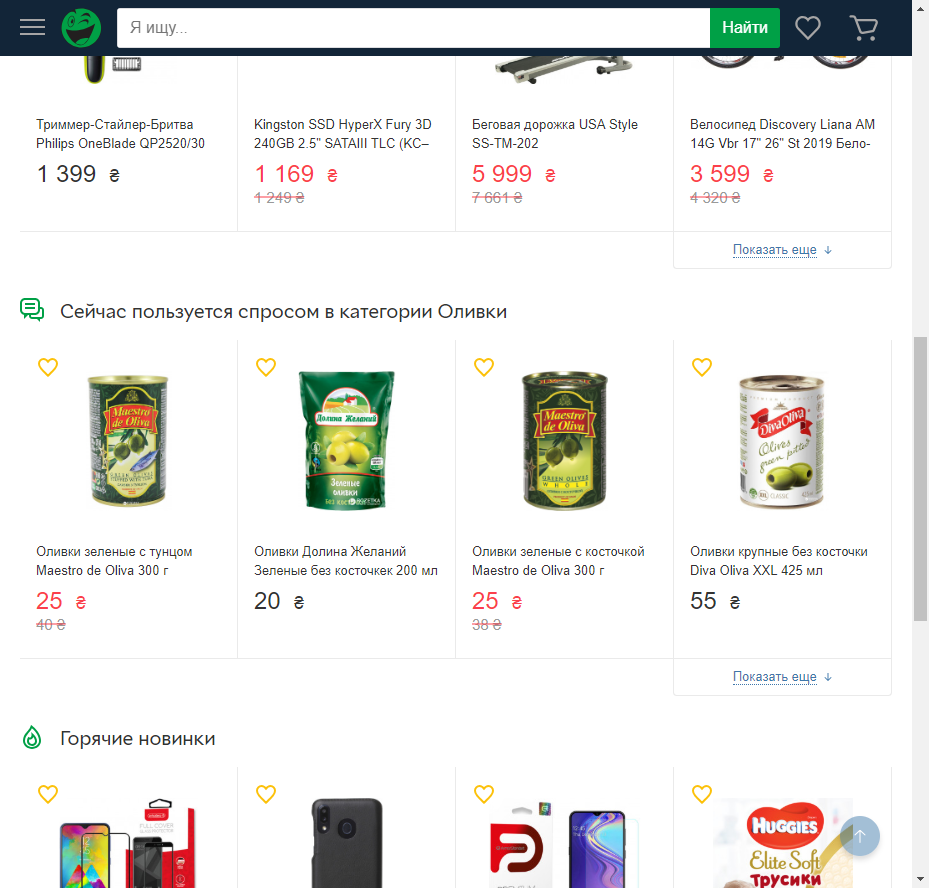 Я ищу...
Найти
Триммер-Стайлер-Бритва
Philips OneBlade QP2520/30
1 399 ₴
Kingston SSD HyperX Fury 3D
240GB 2.5" SATAIII TLC (KC–
1 169 ₴
1 249 ₴
Беговая дорожка USA Style
SS-TM-202
5 999 ₴
7 661 ₴
Велосипед Discovery Liana AM
14G Vbr 17" 26" St 2019 Бело-
3 599 ₴
4 320 ₴
Показать еще ↓
Сейчас пользуется спросом в категории Оливки
Maestro
de Oliva
GREEN OLIVES
Долина Желаний
Зеленые
оливки
Maestro
de Oliva
GREEN OLIVES
WHOLE
Diva Oliva
Olives
green pitted
XXL CLASSIC
Оливки зеленые с тунцом
Maestro de Oliva 300 г
25 ₴
40 ₴
Оливки Долина Желаний
Зеленые без косточкек 200 мл
20 ₴
Оливки зеленые с косточкой
Maestro de Oliva 300 г
25 ₴
38 ₴
Оливки крупные без косточки
Diva Oliva XXL 425 мл
55 ₴
Показать еще ↓
Горячие новинки
HUGGIES
Elite Soft
Трусики